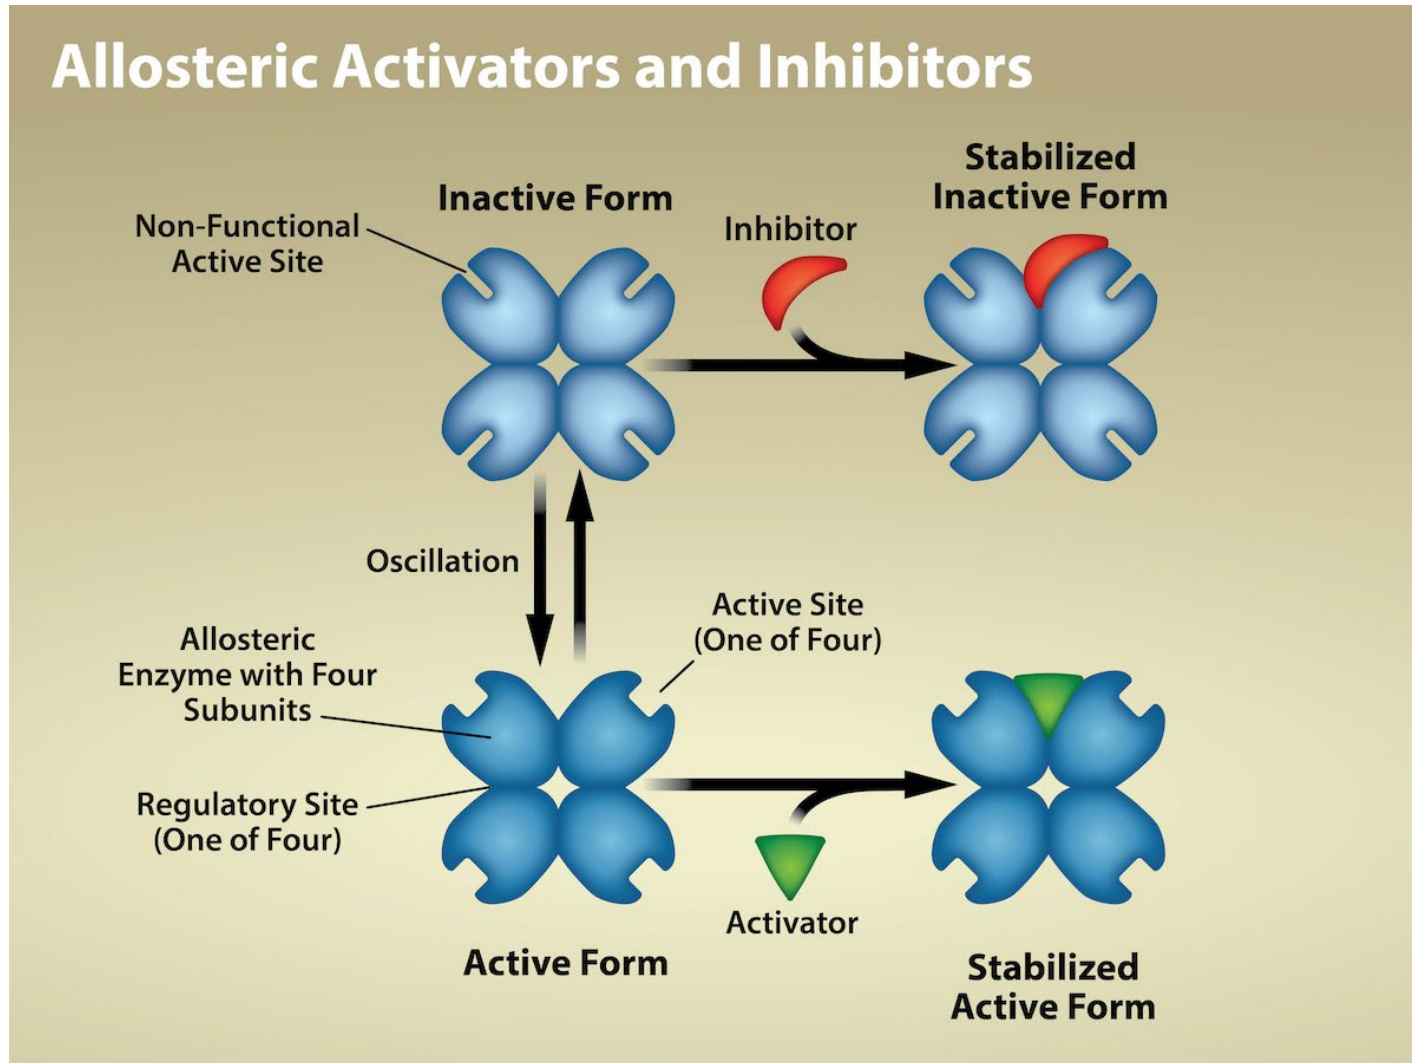 Allosteric Activators and Inhibitors
Stabilized
Inactive Form
Inactive Form
Non-Functional
Active Site
Inhibitor
Oscillation
Active Site
(One of Four)
Allosteric
Enzyme with Four
Subunits
Regulatory Site
(One of Four)
Activator
Active Form
Stabilized
Active Form